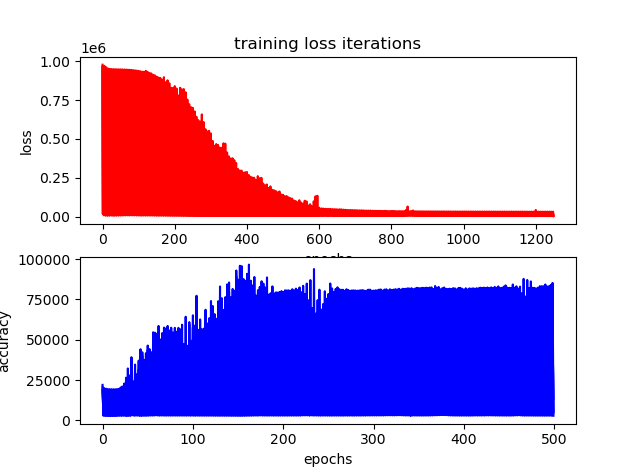 training loss iterations
1e6
1.00
0.75
0.50
0.25
0.00
loss
0 200 400 600 800 1000 1200
epochs
100000
75000
50000
25000
0
accuracy
0 100 200 300 400 500
epochs